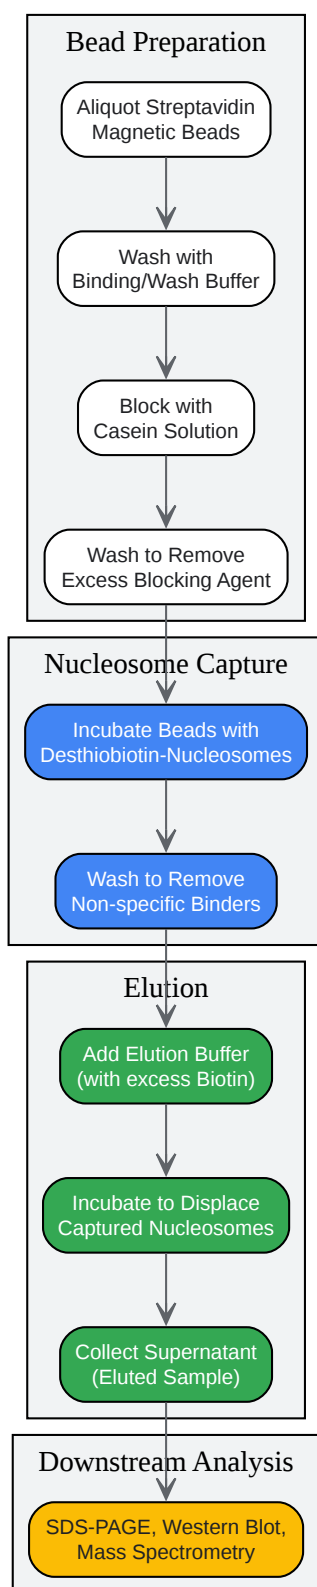 Bead Preparation
Aliquot Streptavidin
Magnetic Beads
Wash with
Binding/Wash Buffer
Block with
Casein Solution
Wash to Remove
Excess Blocking Agent
Nucleosome Capture
Incubate Beads with
Desthiobiotin-Nucleosomes
Wash to Remove
Non-specific Binders
Elution
Add Elution Buffer
(with excess Biotin)
Incubate to Displace
Captured Nucleosomes
Collect Supernatant
(Eluted Sample)
Downstream Analysis
SDS-PAGE, Western Blot,
Mass Spectrometry